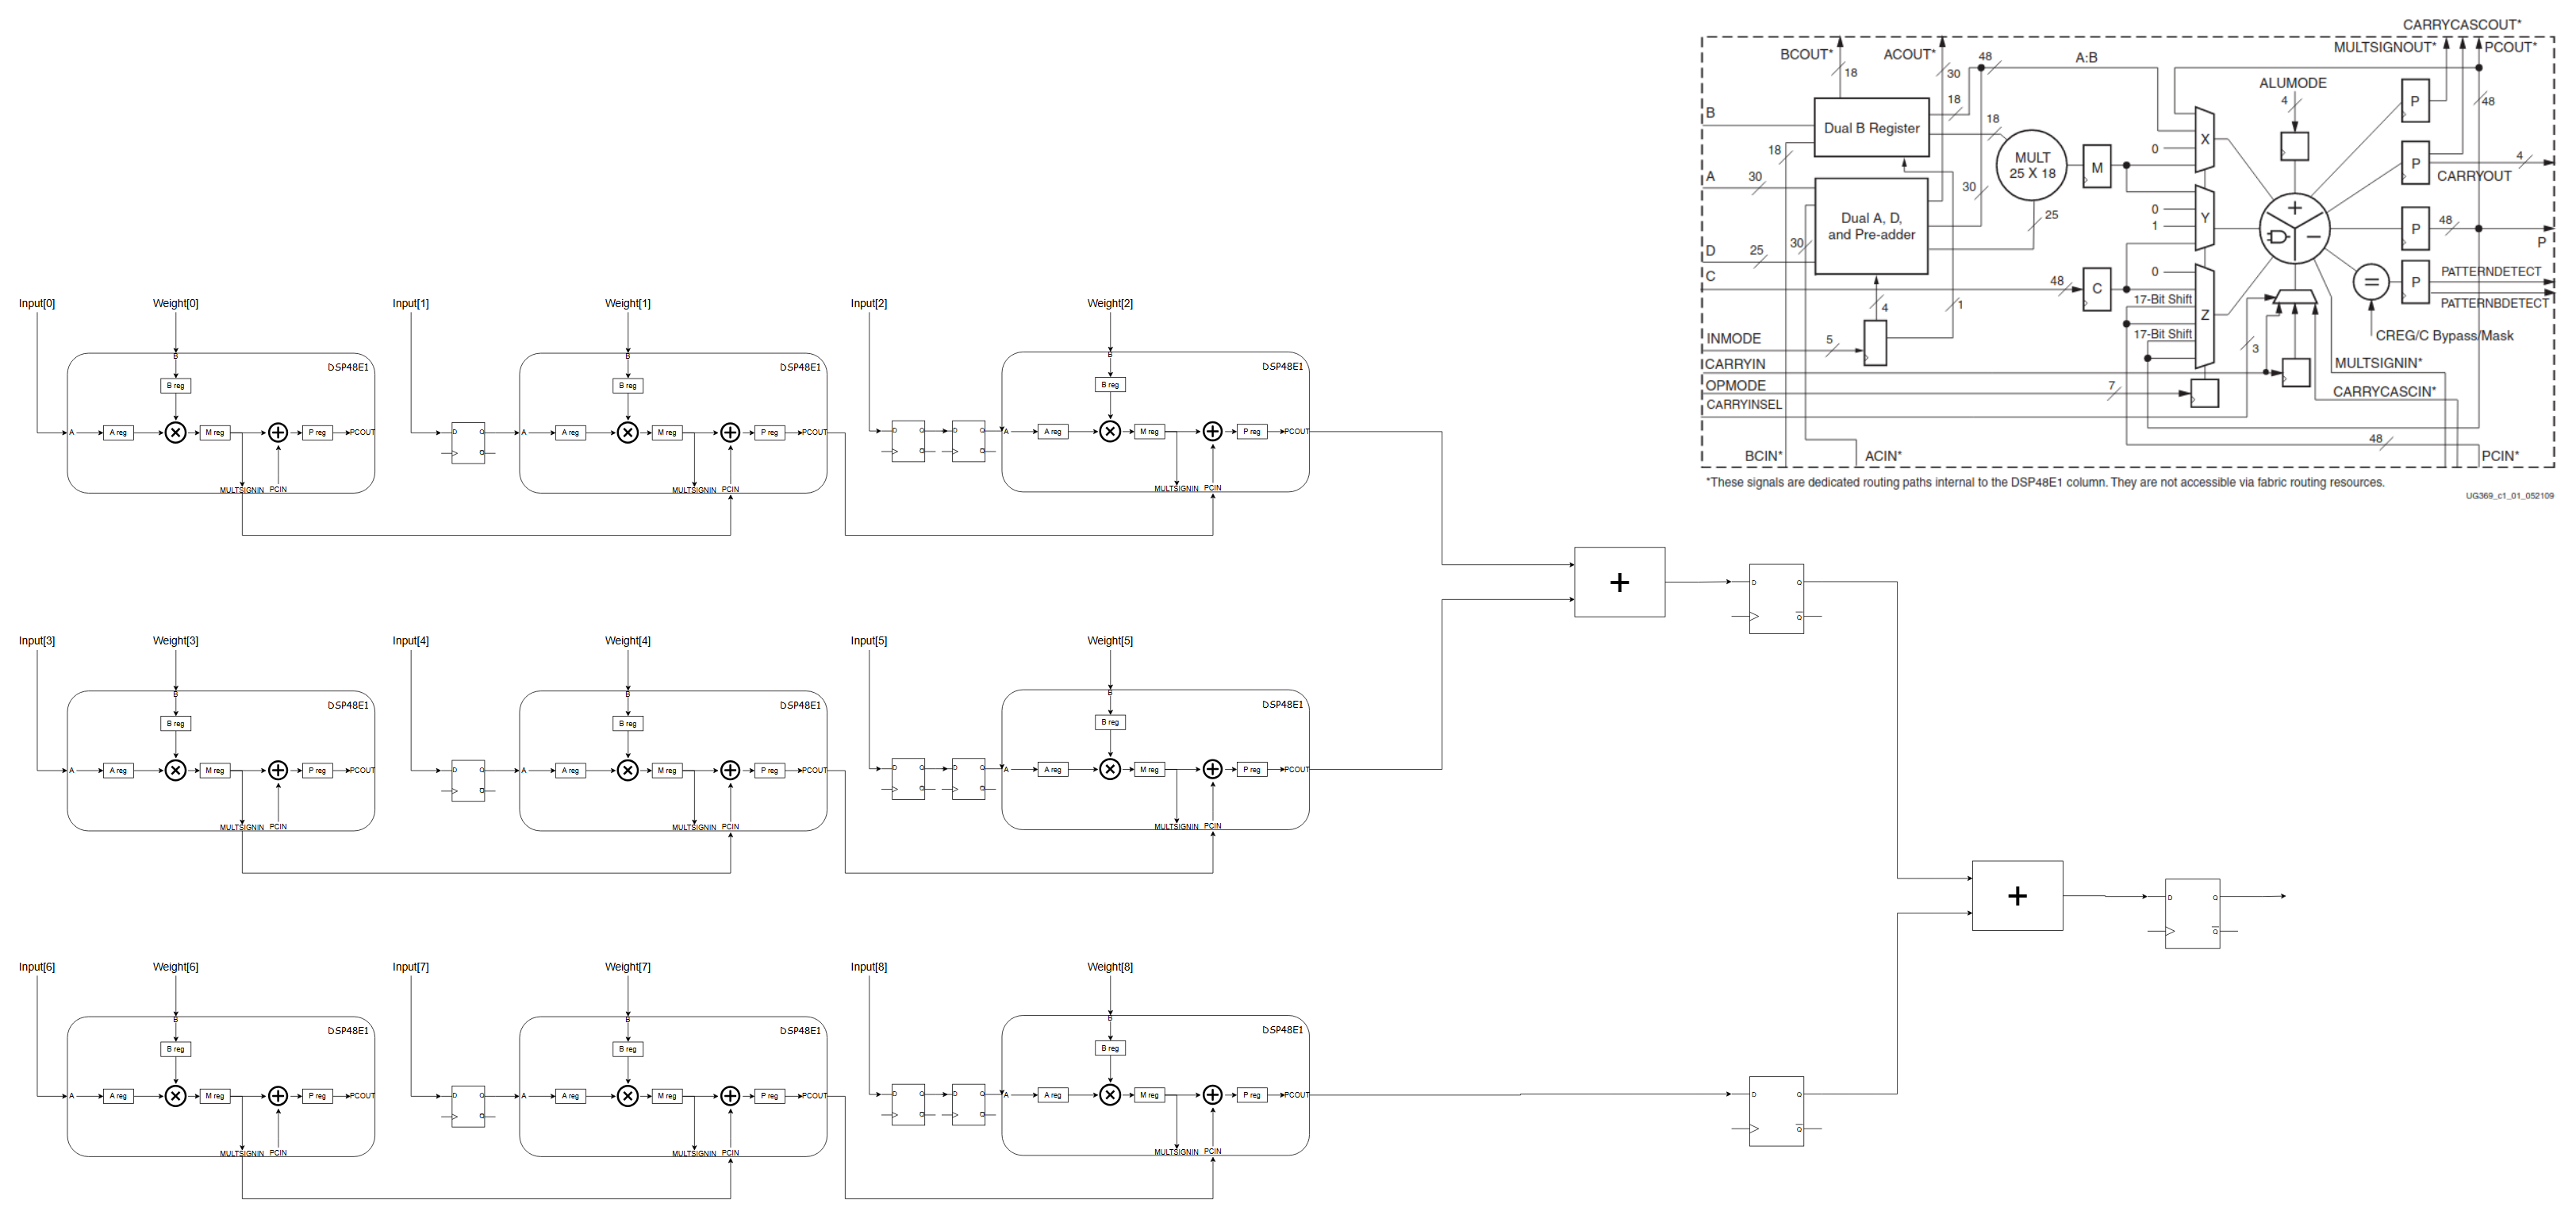 CARRYCASCOUT*
BCOUT* ACOUT* 48 A:B MULTSIGNOUT* PCOUT*
18 30 ALUMODE
18 4 P 48
B 18
Dual B Register X
18 MULT 25 X 18 M 0 P 4
A 30 30 CARRYOUT
Dual A, D, and Pre-adder 25 0 Y + 48
30 1 − P P
D 25
C 48 C 0 = P PATTERNDETECT
17-Bit Shift PATTERNBDETECT
4 1 Z
INMODE 5 17-Bit Shift CREG/C Bypass/Mask
3
CARRYIN MULTSIGNIN*
OPMODE 7 CARRYCASCIN*
CARRYINSEL
48
BCIN* ACIN* PCIN*
*These signals are dedicated routing paths internal to the DSP48E1 column. They are not accessible via fabric routing resources.
UG369_c1_01_052109
Input[0] Weight[0] Input[1] Weight[1] Input[2] Weight[2]
B B B
DSP48E1 DSP48E1 DSP48E1
B reg B reg B reg
A A reg M reg P reg PCOUT D Q A A reg M reg P reg PCOUT D Q D Q A A reg M reg P reg PCOUT
Q Q Q
MULTSIGNIN PCIN MULTSIGNIN PCIN MULTSIGNIN PCIN
+ D Q
Q
Input[3] Weight[3] Input[4] Weight[4] Input[5] Weight[5]
B B B
DSP48E1 DSP48E1 DSP48E1
B reg B reg B reg
A A reg M reg P reg PCOUT D Q A A reg M reg P reg PCOUT D Q D Q A A reg M reg P reg PCOUT
Q Q Q
MULTSIGNIN PCIN MULTSIGNIN PCIN MULTSIGNIN PCIN
+ D Q
Q
Input[6] Weight[6] Input[7] Weight[7] Input[8] Weight[8]
B B B
DSP48E1 DSP48E1 DSP48E1
B reg B reg B reg
A A reg M reg P reg PCOUT D Q A A reg M reg P reg PCOUT D Q D Q A A reg M reg P reg PCOUT D Q
Q Q Q Q
MULTSIGNIN PCIN MULTSIGNIN PCIN MULTSIGNIN PCIN